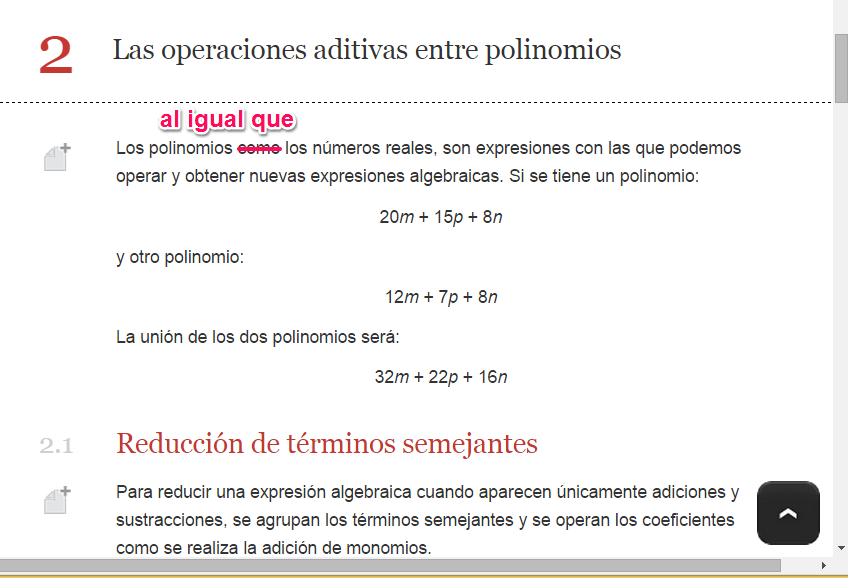 2 Las operaciones aditivas entre polinomios
al igual que
Los polinomios como los números reales, son expresiones con las que podemos
operar y obtener nuevas expresiones algebraicas. Si se tiene un polinomio:
20m + 15p + 8n
y otro polinomio:
12m + 7p + 8n
La unión de los dos polinomios será:
32m + 22p + 16n
2.1 Reducción de términos semejantes
Para reducir una expresión algebraica cuando aparecen únicamente adiciones y
sustracciones, se agrupan los términos semejantes y se operan los coeficientes
como se realiza la adición de monomios.